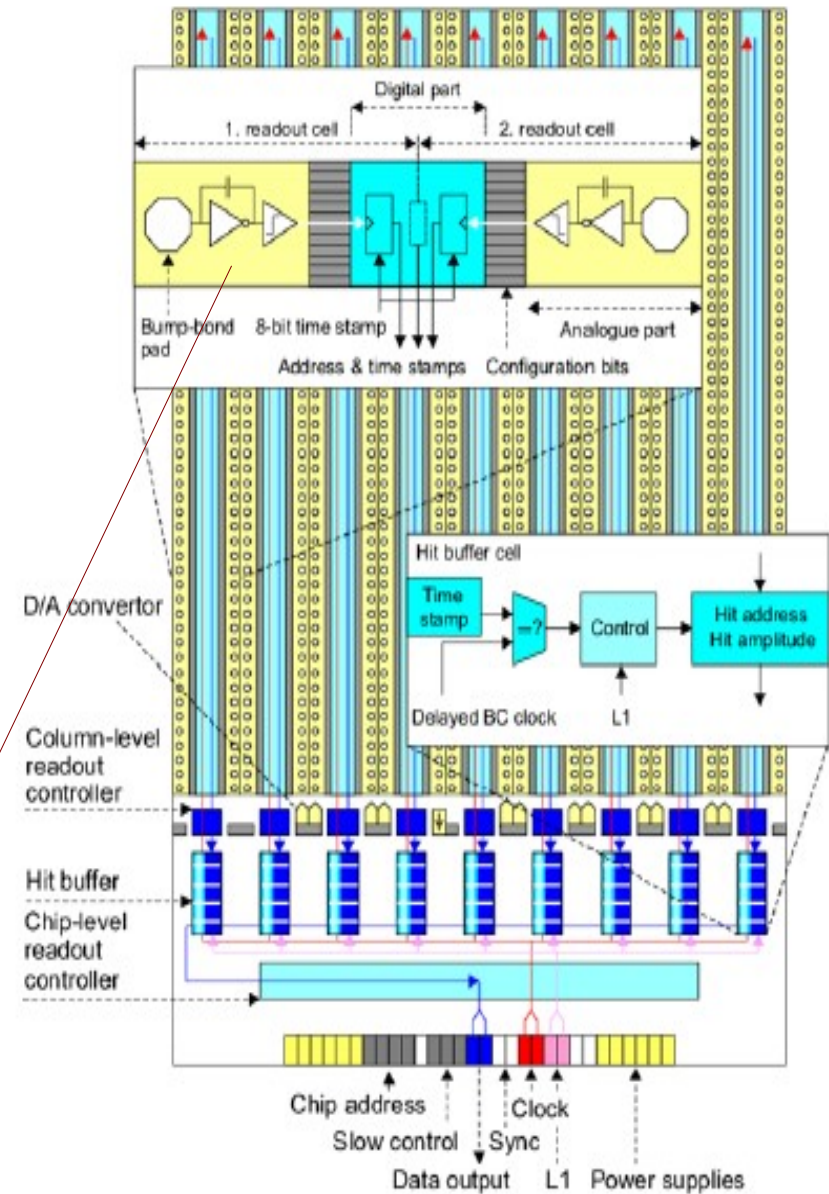 Digital part
1. readout cell
2. readout cell
Bump-bond
pad
8-bit time stamp
Analogue part
Address & time stamps
Configuration bits
Hit buffer cell
Time
stamp
=?
Control
Hit address
Hit amplitude
Delayed BC clock
L1
D/A convertor
Column-level
readout
controller
Hit buffer
Chip-level
readout
controller
Chip address
Clock
Slow control
Sync
Data output
L1
Power supplies